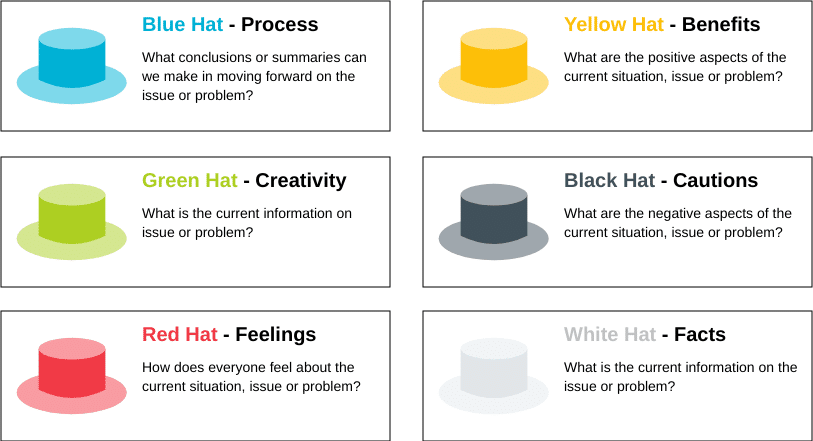 Blue Hat - Process
What conclusions or summaries can
we make in moving forward on the
issue or problem?
Yellow Hat - Benefits
What are the positive aspects of the
current situation, issue or problem?
Green Hat - Creativity
What is the current information on
issue or problem?
Black Hat - Cautions
What are the negative aspects of the
current situation, issue or problem?
Red Hat - Feelings
How does everyone feel about the
current situation, issue or problem?
White Hat - Facts
What is the current information on the
issue or problem?